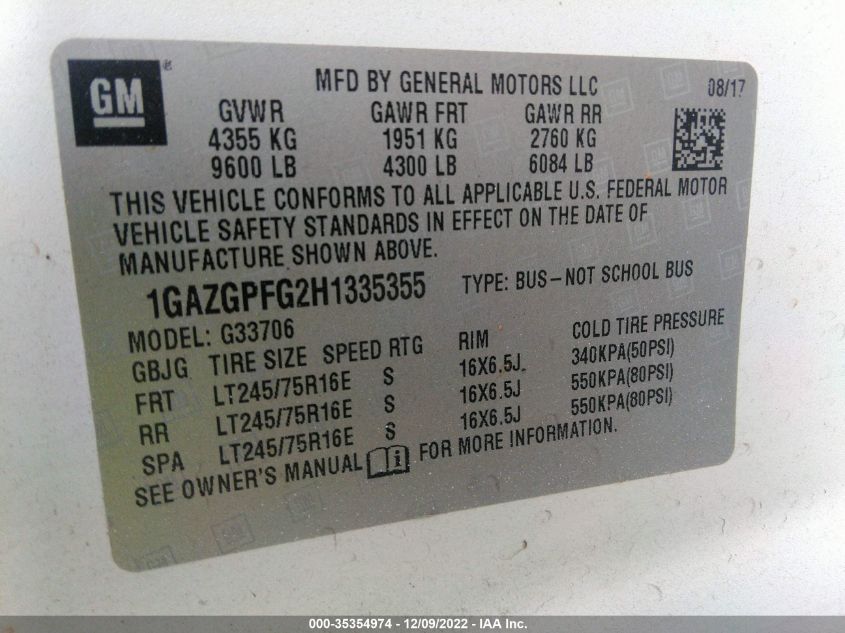 GM ®
MFD BY GENERAL MOTORS LLC 08/17
GVWR GAWR FRT GAWR RR
4355 KG 1951 KG 2760 KG
9600 LB 4300 LB 6084 LB
THIS VEHICLE CONFORMS TO ALL APPLICABLE U.S. FEDERAL MOTOR
VEHICLE SAFETY STANDARDS IN EFFECT ON THE DATE OF
MANUFACTURE SHOWN ABOVE.
1GAZGPFG2H1335355 TYPE: BUS-NOT SCHOOL BUS
MODEL: G33706
GBJG TIRE SIZE SPEED RTG RIM COLD TIRE PRESSURE
FRT LT245/75R16E S 16X6.5J 340KPA(50PSI)
RR LT245/75R16E S 16X6.5J 550KPA(80PSI)
SPA LT245/75R16E S 16X6.5J 550KPA(80PSI)
SEE OWNER'S MANUAL i FOR MORE INFORMATION.
000-35354974 - 12/09/2022 - IAA Inc.